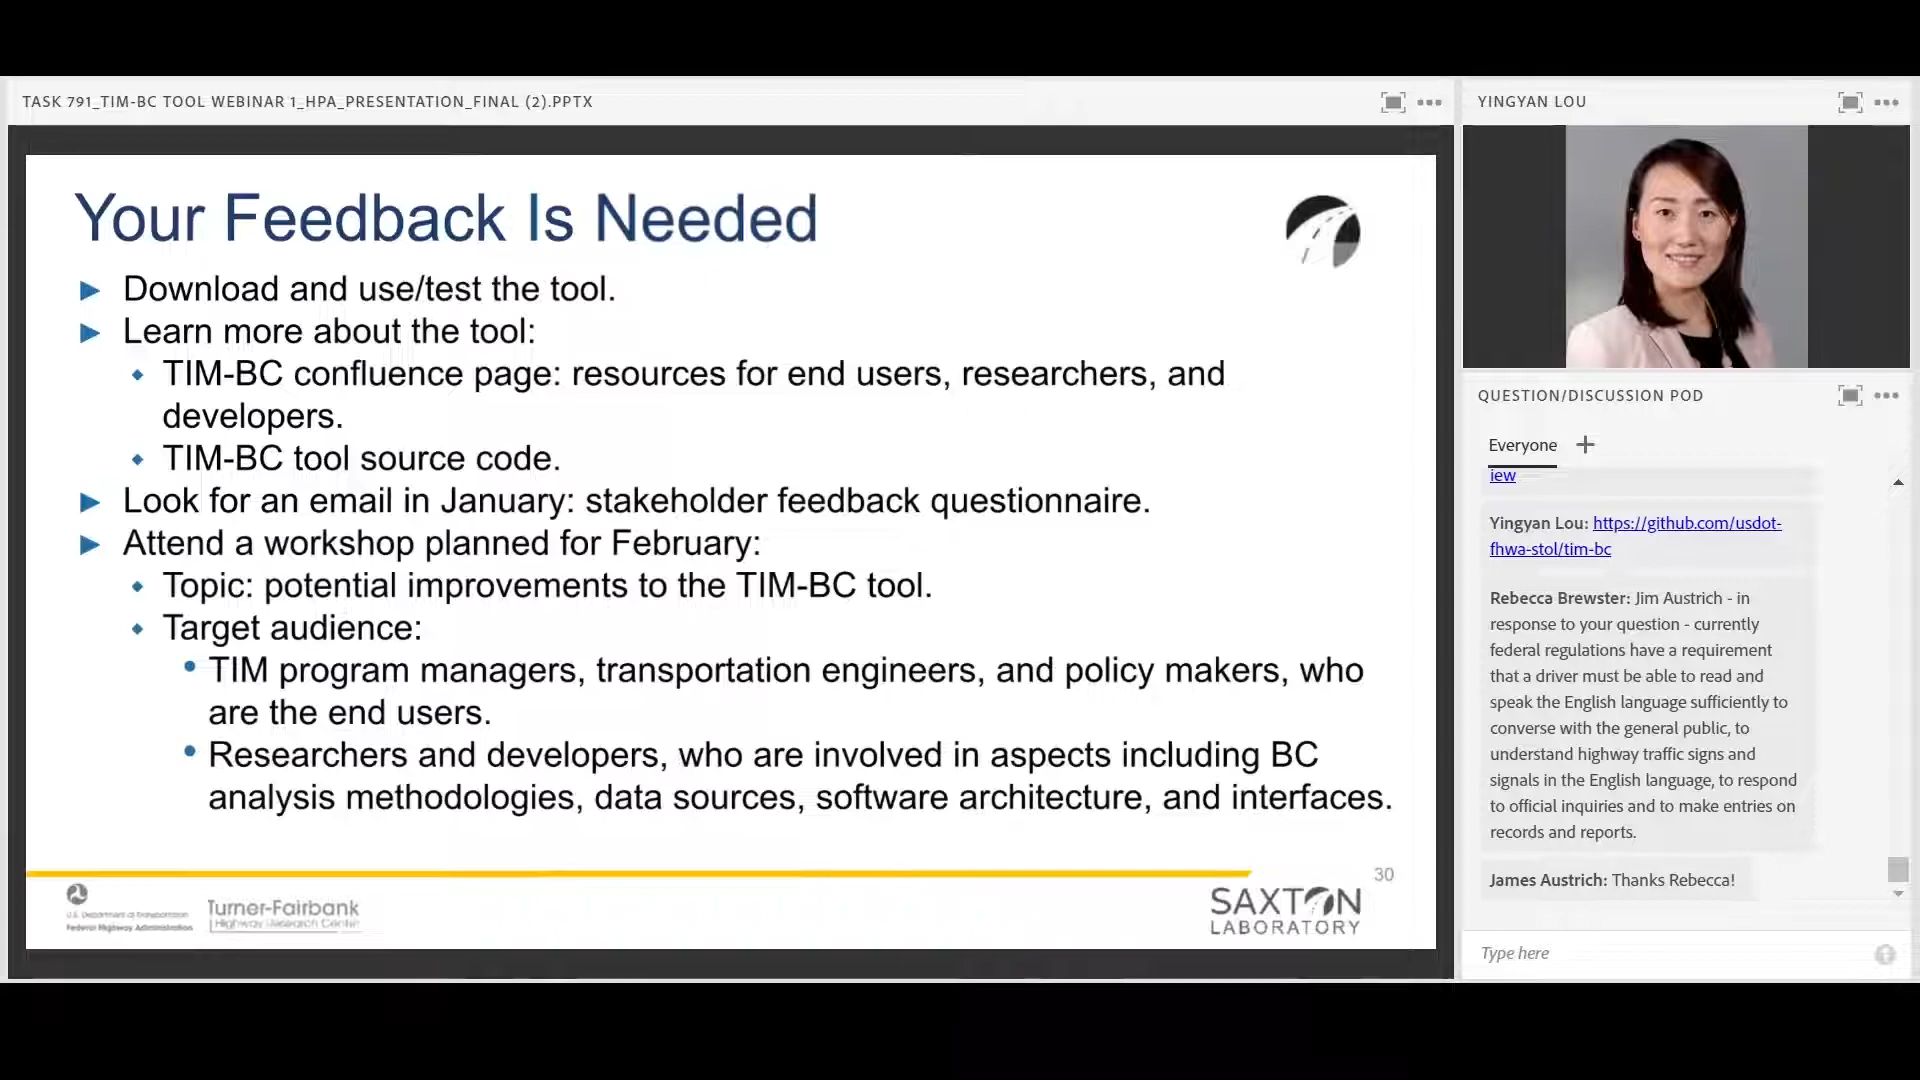 TASK 791_TIM-BC TOOL WEBINAR 1_HPA_PRESENTATION_FINAL (2).PPTX
Your Feedback Is Needed
Download and use/test the tool.
Learn more about the tool:
TIM-BC confluence page: resources for end users, researchers, and
developers.
TIM-BC tool source code.
Look for an email in January: stakeholder feedback questionnaire.
Attend a workshop planned for February:
Topic: potential improvements to the TIM-BC tool.
Target audience:
TIM program managers, transportation engineers, and policy makers, who
are the end users.
Researchers and developers, who are involved in aspects including BC
analysis methodologies, data sources, software architecture, and interfaces.
30
U.S. Department of Transportation
Federal Highway Administration
Turner-Fairbank
Highway Research Center
SAXTON
LABORATORY
YINGYAN LOU
QUESTION/DISCUSSION POD
Everyone
iew
Yingyan Lou: https://github.com/usdot-
fhwa-stol/tim-bc
Rebecca Brewster: Jim Austrich - in
response to your question - currently
federal regulations have a requirement
that a driver must be able to read and
speak the English language sufficiently to
converse with the general public, to
understand highway traffic signs and
signals in the English language, to respond
to official inquiries and to make entries on
records and reports.
James Austrich: Thanks Rebecca!
Type here